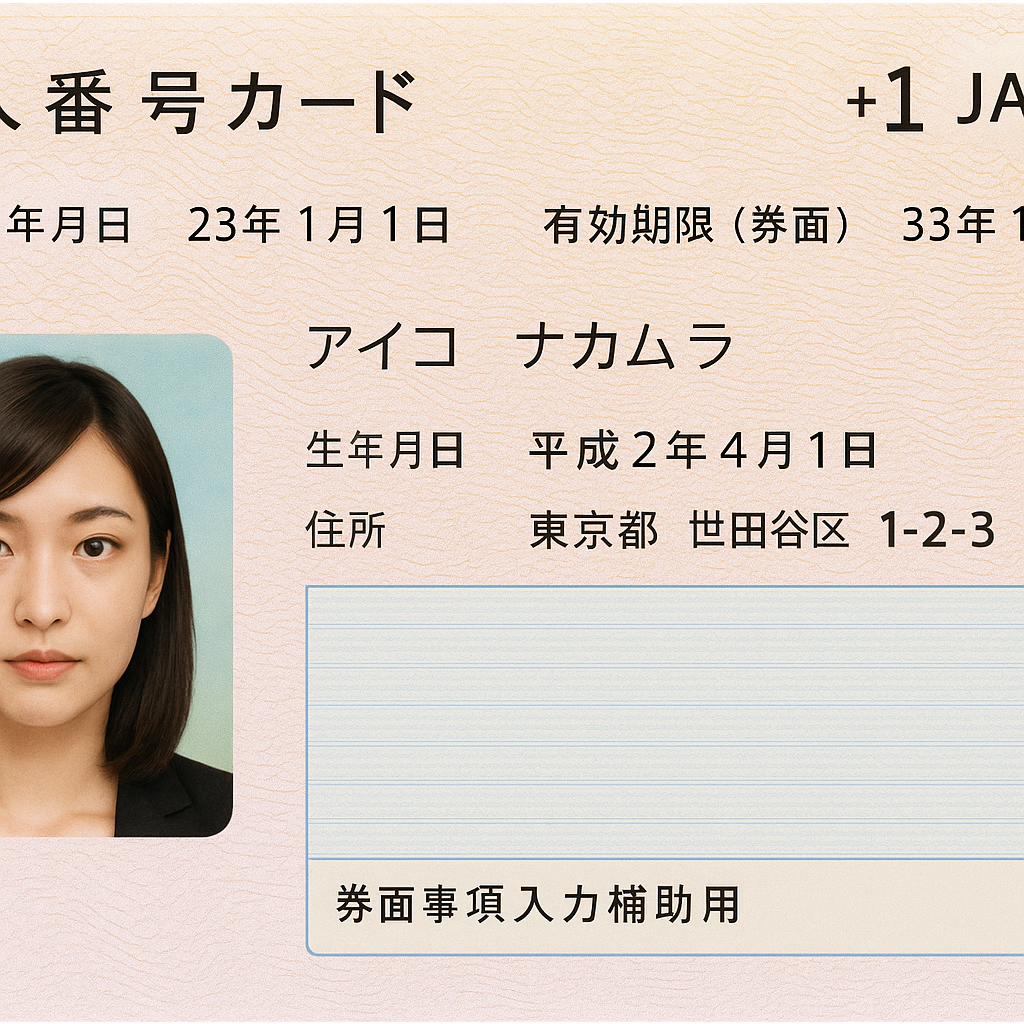 人番号カード +1 JA
年月日 23年1月1日 有効期限（券面） 33年1
アイコ ナカムラ
生年月日 平成2年4月1日
住所 東京都 世田谷区 1-2-3
券面事項入力補助用